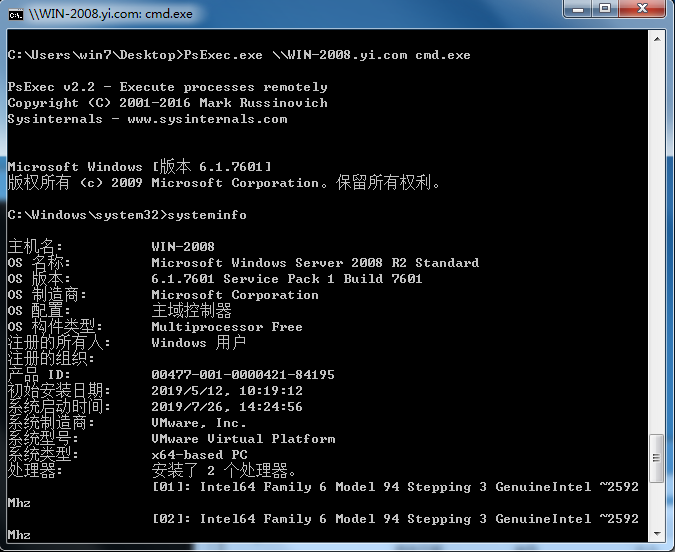 \\WIN-2008.yi.com: cmd.exe
C:\Users\win7\Desktop>PsExec.exe \\WIN-2008.yi.com cmd.exe
PsExec v2.2 - Execute processes remotely
Copyright (C) 2001-2016 Mark Russinovich
Sysinternals - www.sysinternals.com
Microsoft Windows [版本 6.1.7601]
版权所有 (c) 2009 Microsoft Corporation。保留所有权利。
C:\Windows\system32>systeminfo
主机名: WIN-2008
OS 名称: Microsoft Windows Server 2008 R2 Standard
OS 版本: 6.1.7601 Service Pack 1 Build 7601
OS 制造商: Microsoft Corporation
OS 配置: 主域控制器
OS 构件类型: Multiprocessor Free
注册的所有人: Windows 用户
注册的组织:
产品 ID: 00477-001-0000421-84195
初始安装日期: 2019/5/12, 10:19:12
系统启动时间: 2019/7/26, 14:24:56
系统制造商: VMware, Inc.
系统型号: VMware Virtual Platform
系统类型: x64-based PC
处理器: 安装了 2 个处理器。
[01]: Intel64 Family 6 Model 94 Stepping 3 GenuineIntel ~2592
Mhz
[02]: Intel64 Family 6 Model 94 Stepping 3 GenuineIntel ~2592
Mhz